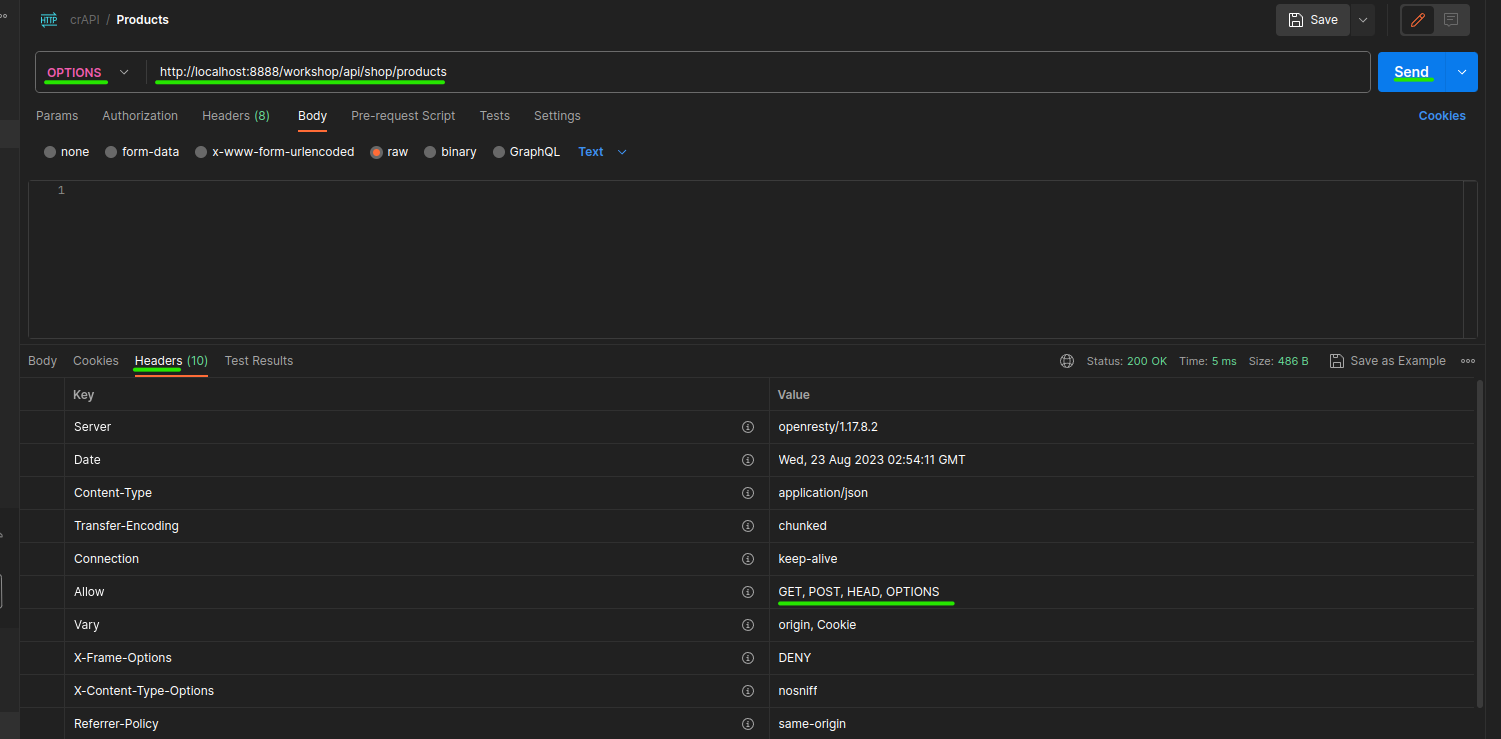 HTTP crAPI / Products Save
OPTIONS http://localhost:8888/workshop/api/shop/products Send
Params Authorization Headers (8) Body Pre-request Script Tests Settings Cookies
none form-data x-www-form-urlencoded raw binary GraphQL Text
1
Body Cookies Headers (10) Test Results Status: 200 OK Time: 5 ms Size: 486 B Save as Example
Key Value
Server openresty/1.17.8.2
Date Wed, 23 Aug 2023 02:54:11 GMT
Content-Type application/json
Transfer-Encoding chunked
Connection keep-alive
Allow GET, POST, HEAD, OPTIONS
Vary origin, Cookie
X-Frame-Options DENY
X-Content-Type-Options nosniff
Referrer-Policy same-origin